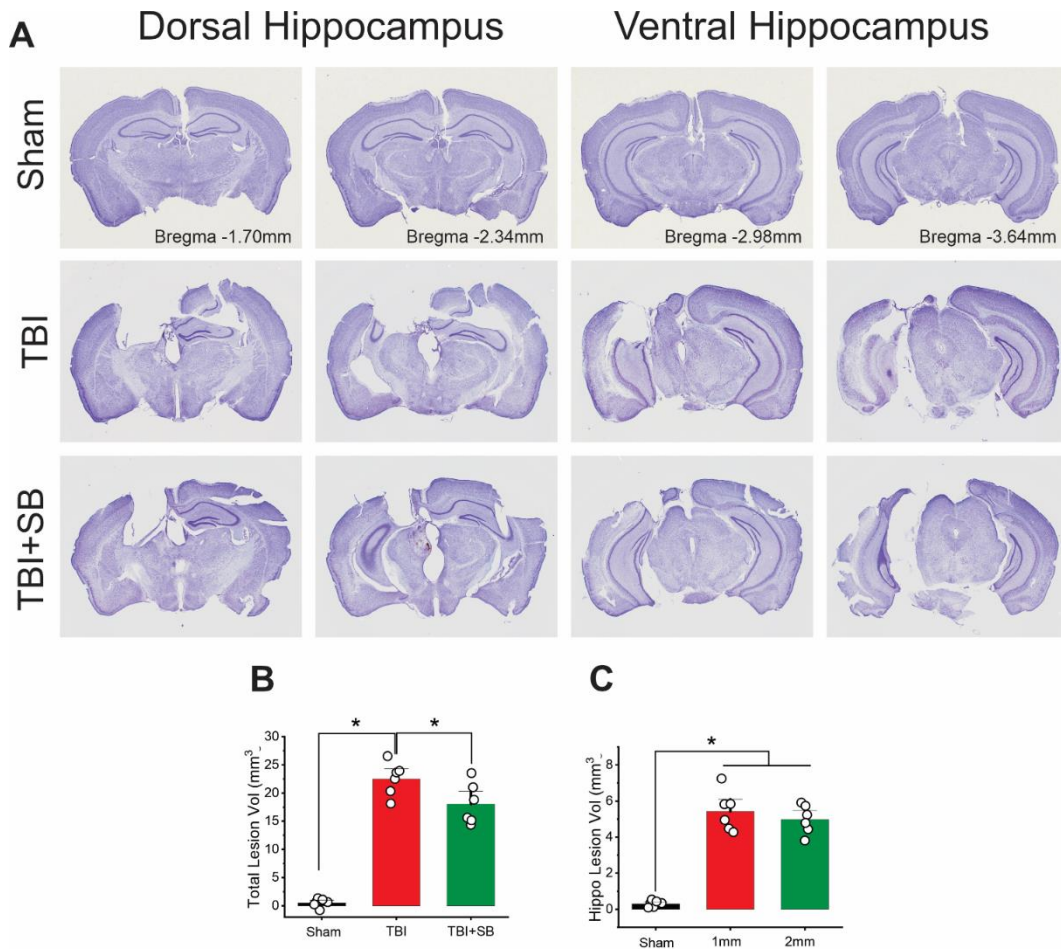 A
Dorsal Hippocampus
Ventral Hippocampus
Sham
Bregma -1.70mm
Bregma -2.34mm
Bregma -2.98mm
Bregma -3.64mm
TBI
TBI+SB
B
Total Lesion Vol (mm3
30
25
20
15
10
5
0
*
*
Sham
TBI
TBI+SB
C
Hippo Lesion Vol (mm3
8
6
4
2
0
*
Sham
1mm
2mm